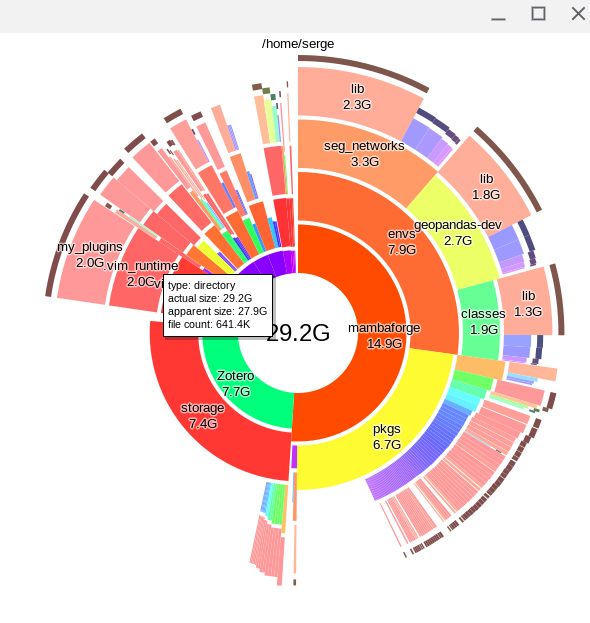 /home/serge
lib
2.3G
seg_networks
3.3G
lib
1.8G
envs
7.9G
geopandas-dev
2.7G
my_plugins
2.0G
vim_runtime
2.0G
type: directory
actual size: 29.2G
apparent size: 27.9G
file count: 641.4K
lib
1.3G
classes
1.9G
29.2G
mambaforge
14.9G
Zotero
7.7G
storage
7.4G
pkgs
6.7G